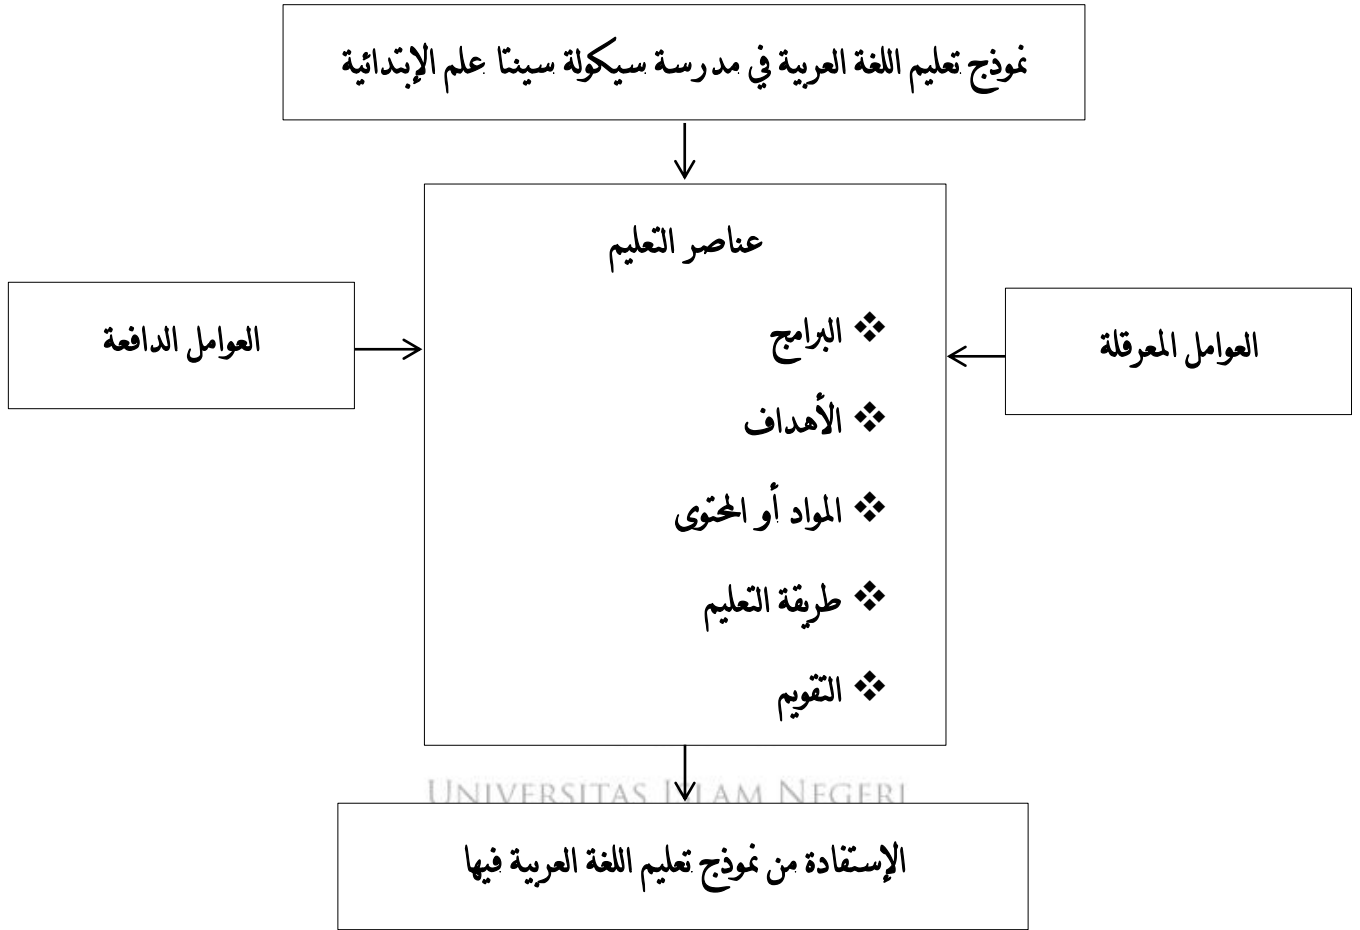 نموذج تعليم اللغة العربية في مدرسة سيكولة سينتا علم الإبتدائية
عناصر التعليم
❖ البرامج
❖ الأهداف
❖ المواد أو المحتوى
❖ طريقة التعليم
❖ التقويم
العوامل المعرقلة
العوامل الدافعة
UNIVERSITAS ISLAM NEGERI
الإستفادة من نموذج تعليم اللغة العربية فيها